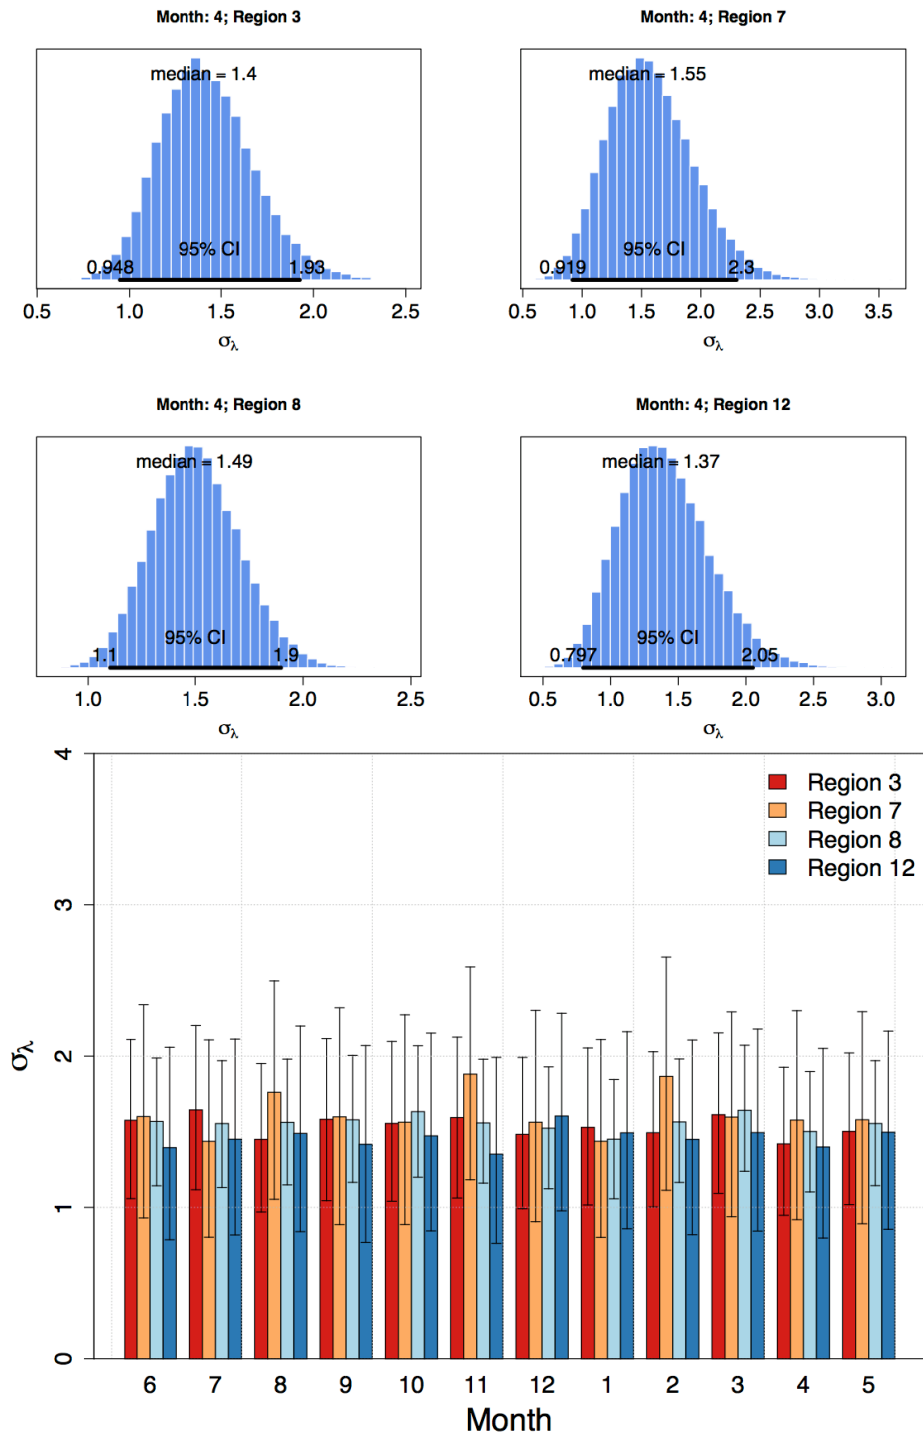 Month: 4; Region 3
median = 1.4
95% CI
0.948 1.93
0.5 1.0 1.5 2.0 2.5
σλ
Month: 4; Region 7
median = 1.55
95% CI
0.919 2.3
0.5 1.0 1.5 2.0 2.5 3.0 3.5
σλ
Month: 4; Region 8
median = 1.49
95% CI
1.1 1.9
1.0 1.5 2.0 2.5
σλ
Month: 4; Region 12
median = 1.37
95% CI
0.797 2.05
0.5 1.0 1.5 2.0 2.5 3.0
σλ
4
3
2
1
0
σλ
Region 3
Region 7
Region 8
Region 12
6 7 8 9 10 11 12 1 2 3 4 5
Month